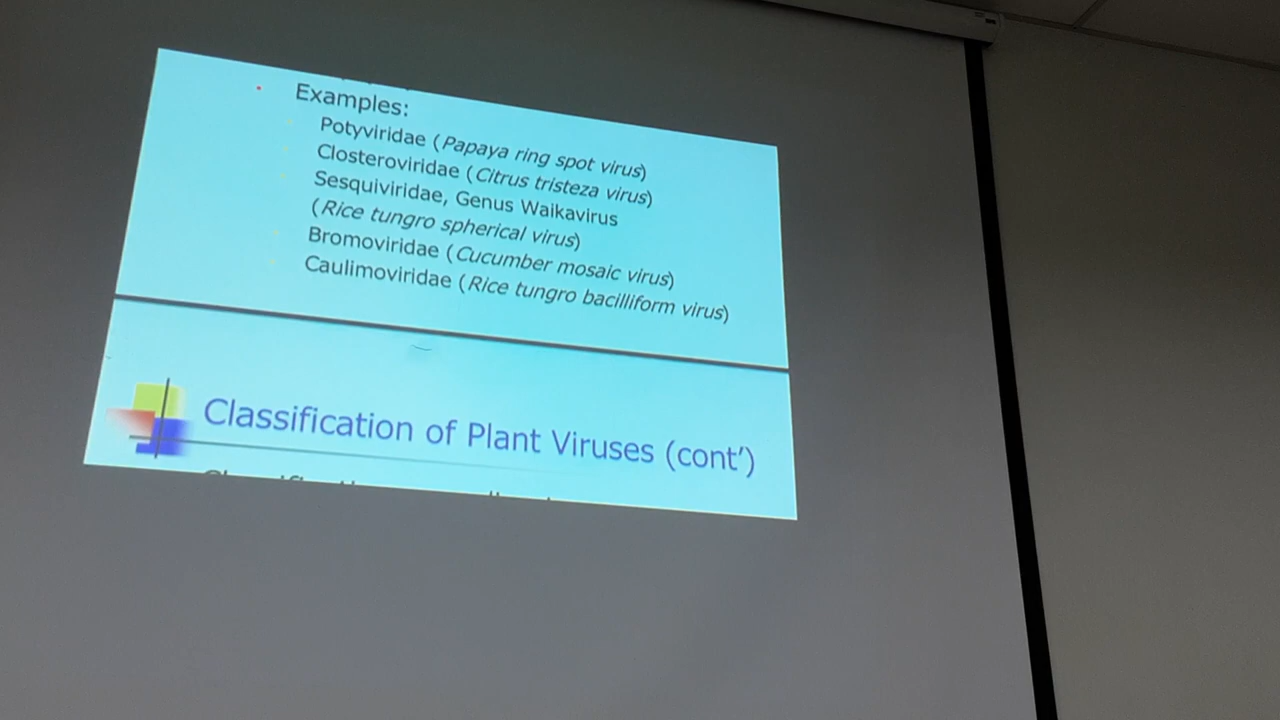 Examples:
Potyviridae (Papaya ring spot virus)
Closteroviridae (Citrus tristeza virus)
Sesquiviridae, Genus Waikavirus
(Rice tungro spherical virus)
Bromoviridae (Cucumber mosaic virus)
Caulimoviridae (Rice tungro bacilliform virus)
Classification of Plant Viruses (cont')